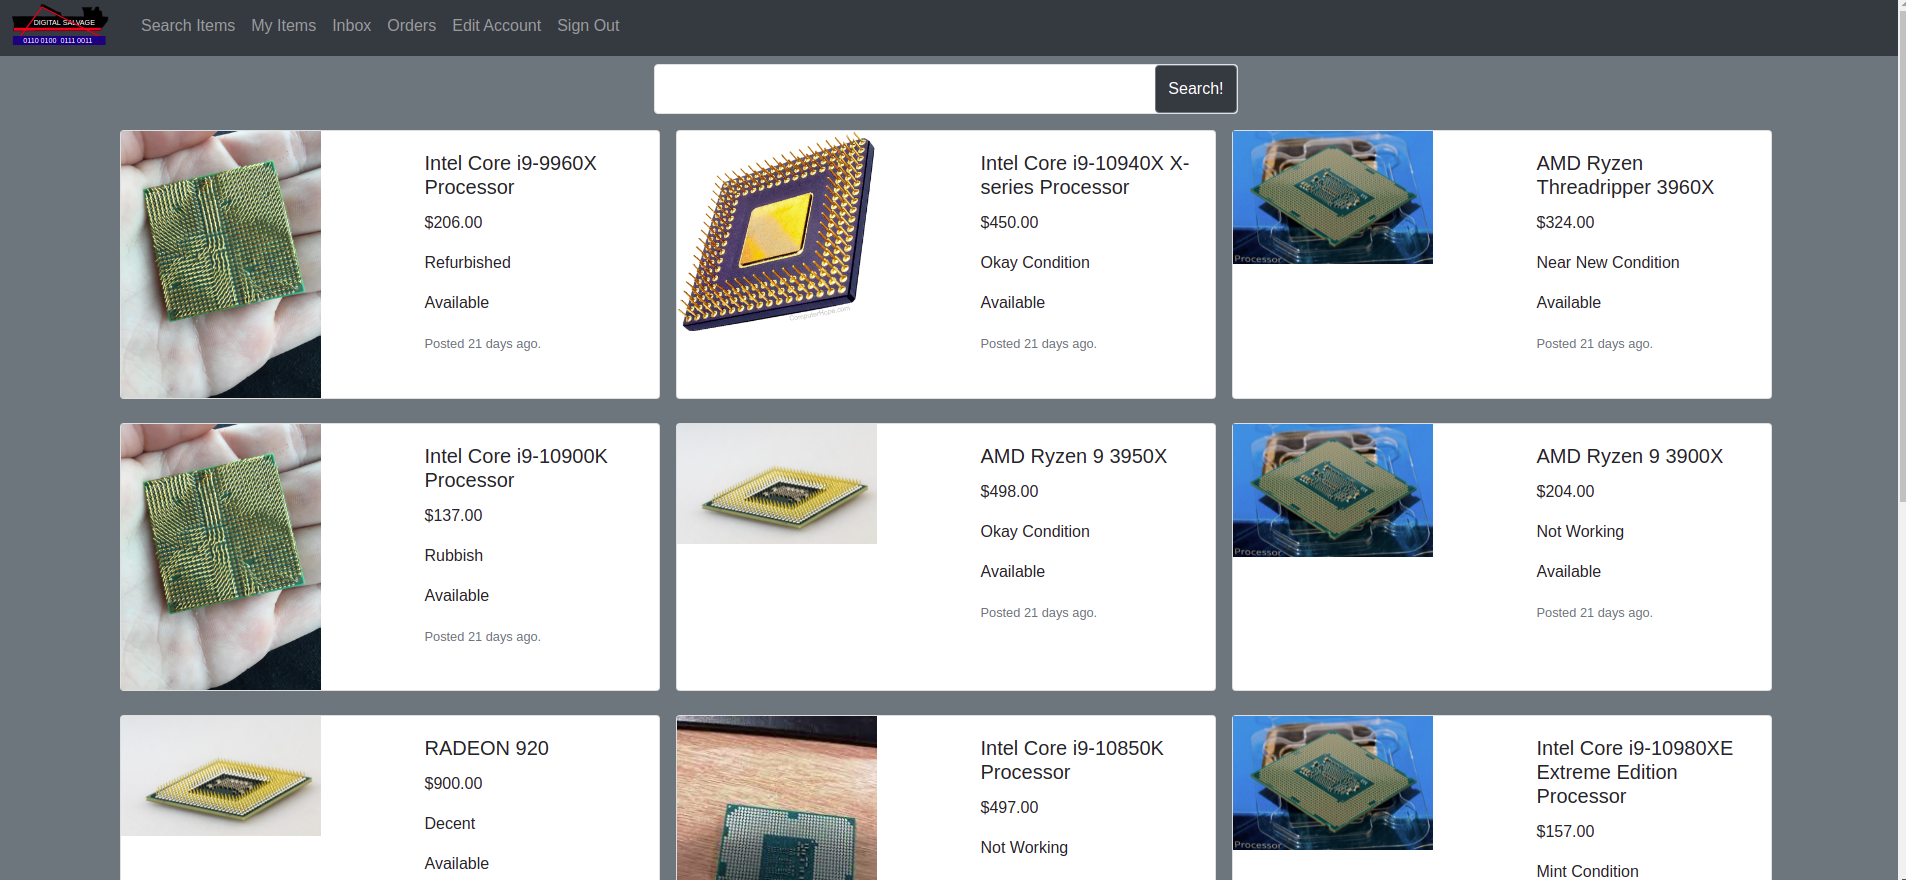 DIGITAL SALVAGE
0110 0100 0111 0011
Search Items
My Items
Inbox
Orders
Edit Account
Sign Out
Search!
Intel Core i9-9960X
Processor
$206.00
Refurbished
Available
Posted 21 days ago.
ComputerHope.com
Intel Core i9-10940X X-
series Processor
$450.00
Okay Condition
Available
Posted 21 days ago.
Processor
AMD Ryzen
Threadripper 3960X
$324.00
Near New Condition
Available
Posted 21 days ago.
Intel Core i9-10900K
Processor
$137.00
Rubbish
Available
Posted 21 days ago.
AMD Ryzen 9 3950X
$498.00
Okay Condition
Available
Posted 21 days ago.
Processor
AMD Ryzen 9 3900X
$204.00
Not Working
Available
Posted 21 days ago.
RADEON 920
$900.00
Decent
Available
Intel Core i9-10850K
Processor
$497.00
Not Working
Processor
Intel Core i9-10980XE
Extreme Edition
Processor
$157.00
Mint Condition